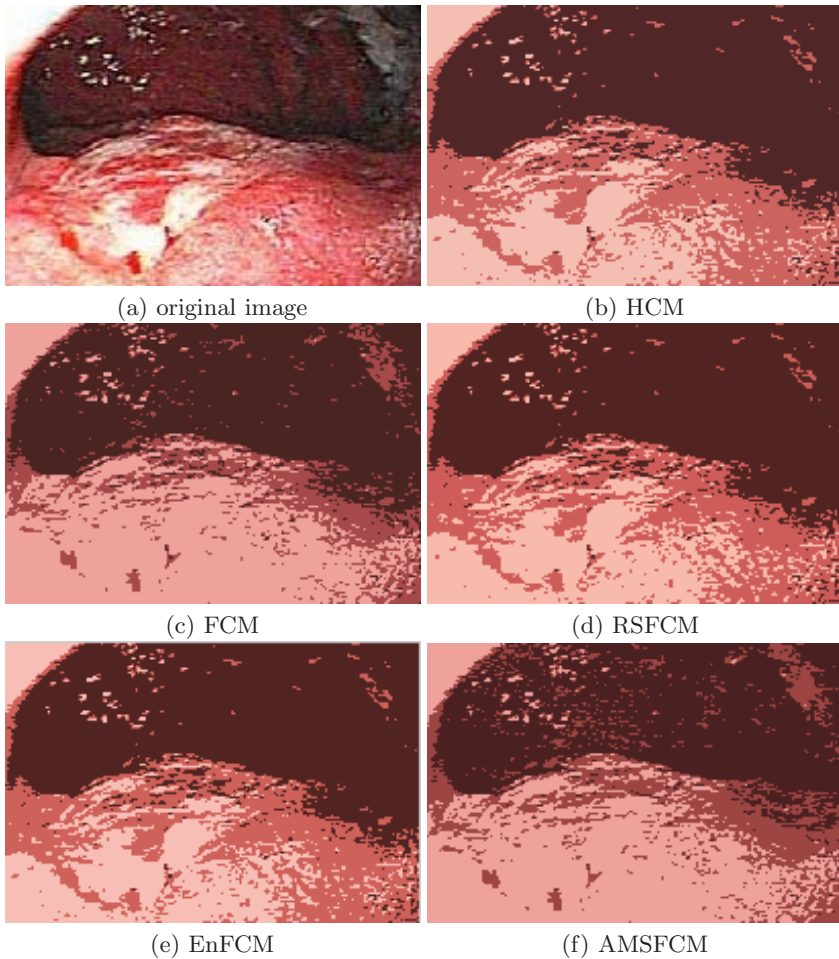 (a) original image
(b) HCM
(c) FCM
(d) RSFCM
(e) EnFCM
(f) AMSFCM